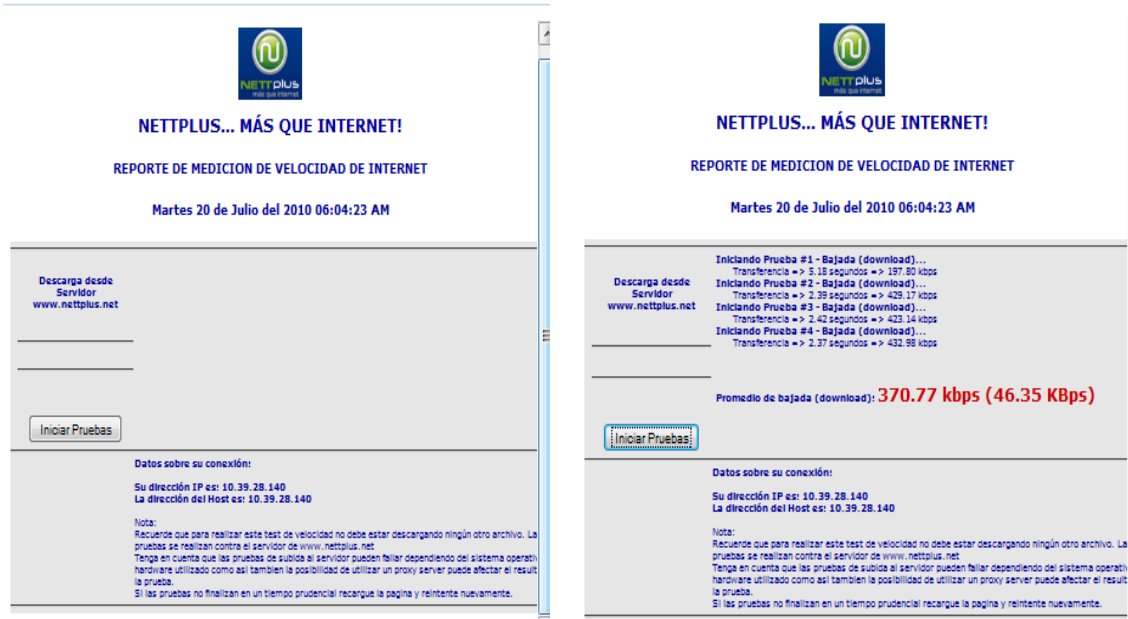 NETTPLUS
más que internet
NETTPLUS... MÁS QUE INTERNET!
REPORTE DE MEDICION DE VELOCIDAD DE INTERNET
Martes 20 de Julio del 2010 06:04:23 AM
Descarga desde
Servidor
www.nettplus.net
Iniciar Pruebas
Datos sobre su conexión:
Su dirección IP es: 10.39.28.140
La dirección del Host es: 10.39.28.140
Nota:
Recuerde que para realizar este test de velocidad no debe estar descargando ningún otro archivo. La
pruebas se realizan contra el servidor de www.nettplus.net
Tenga en cuenta que las pruebas de subida al servidor pueden fallar dependiendo del sistema operativ
hardware utilizado como asi tambien la posibilidad de utilizar un proxy server puede afectar el result
la prueba.
Si las pruebas no finalizan en un tiempo prudencial recargue la pagina y reintente nuevamente.
NETTPLUS
más que internet
NETTPLUS... MÁS QUE INTERNET!
REPORTE DE MEDICION DE VELOCIDAD DE INTERNET
Martes 20 de Julio del 2010 06:04:23 AM
Descarga desde
Servidor
www.nettplus.net
Iniciando Prueba #1 - Bajada (download)...
Transferencia => 5.18 segundos => 197.80 kbps
Iniciando Prueba #2 - Bajada (download)...
Transferencia => 2.39 segundos => 429.17 kbps
Iniciando Prueba #3 - Bajada (download)...
Transferencia => 2.42 segundos => 423.14 kbps
Iniciando Prueba #4 - Bajada (download)...
Transferencia => 2.37 segundos => 432.98 kbps
Promedio de bajada (download): 370.77 kbps (46.35 KBps)
Iniciar Pruebas
Datos sobre su conexión:
Su dirección IP es: 10.39.28.140
La dirección del Host es: 10.39.28.140
Nota:
Recuerde que para realizar este test de velocidad no debe estar descargando ningún otro archivo. La
pruebas se realizan contra el servidor de www.nettplus.net
Tenga en cuenta que las pruebas de subida al servidor pueden fallar dependiendo del sistema operativ
hardware utilizado como asi tambien la posibilidad de utilizar un proxy server puede afectar el result
la prueba.
Si las pruebas no finalizan en un tiempo prudencial recargue la pagina y reintente nuevamente.